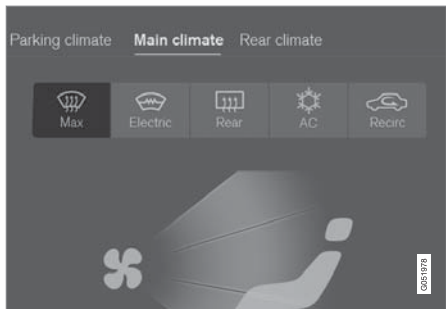 Parking climate Main climate Rear climate
Max Electric Rear AC Recirc
G051978